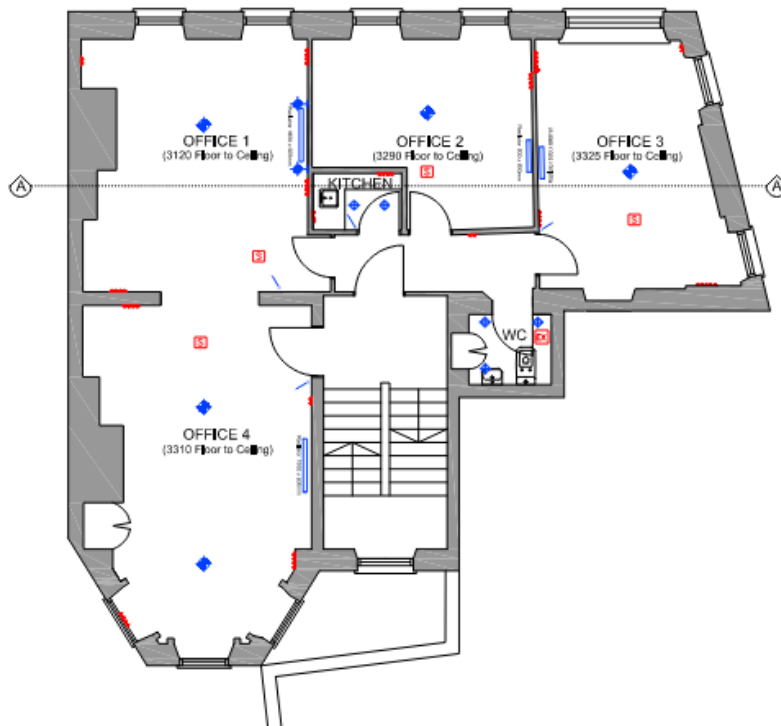 OFFICE 1
(3120 Floor to Ceiling)
OFFICE 2
(3290 Floor to Ceiling)
OFFICE 3
(3325 Floor to Ceiling)
A
KITCHEN
A
S
S
S
WC
Ex
S
OFFICE 4
(3310 Floor to Ceiling)